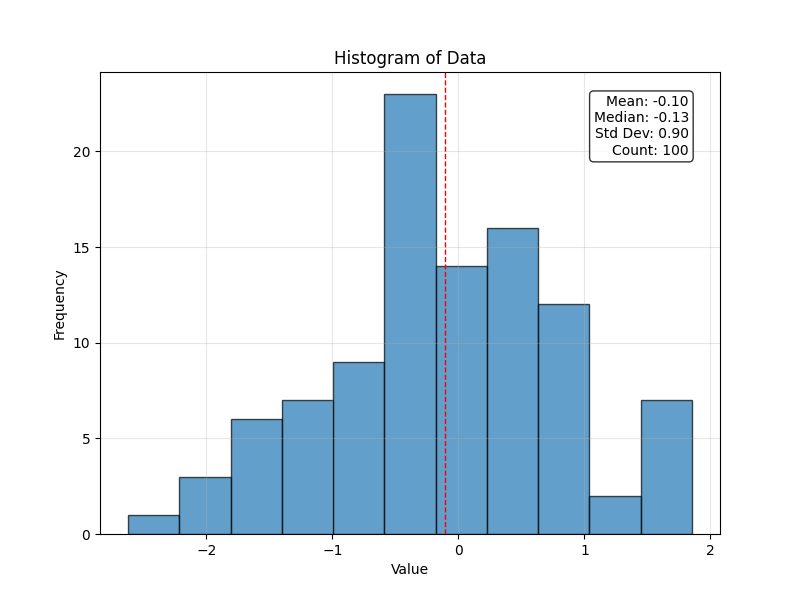 Histogram of Data
Mean: -0.10
Median: -0.13
Std Dev: 0.90
Count: 100
Frequency
20
15
10
5
0
−2
−1
0
1
2
Value